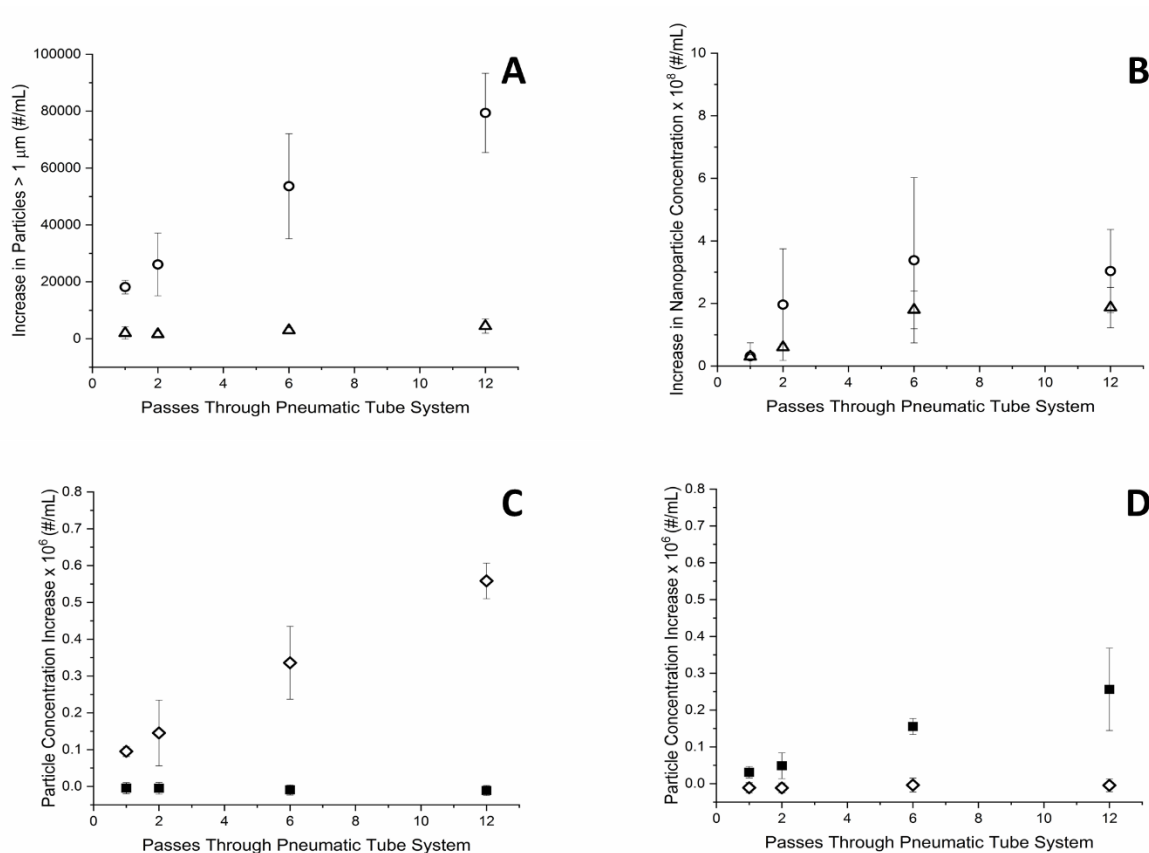 A
Increase in Particles > 1 μm (#/mL)
100000
80000
60000
40000
20000
0
0 2 4 6 8 10 12
Passes Through Pneumatic Tube System
B
Increase in Nanoparticle Concentration x 10⁸ (#/mL)
10
8
6
4
2
0
0 2 4 6 8 10 12
Passes Through Pneumatic Tube System
C
Particle Concentration Increase x 10⁶ (#/mL)
0.8
0.7
0.6
0.5
0.4
0.3
0.2
0.1
0.0
0 2 4 6 8 10 12
Passes Through Pneumatic Tube System
D
Particle Concentration Increase x 10⁶ (#/mL)
0.8
0.7
0.6
0.5
0.4
0.3
0.2
0.1
0.0
0 2 4 6 8 10 12
Passes Through Pneumatic Tube System